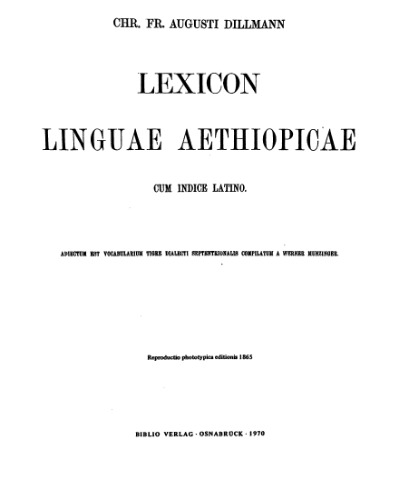 CHR. FR. AUGUSTI DILLMANN
LEXICON
LINGUAE AETHIOPICAE
CUM INDICE LATINO.
ADIECTUM EST VOCABULARIUM TIGRE DIALECTI SEPTENTRIONALIS COMPILATUM A WERNER MUNZINGER.
Reproductio phototypica editionis 1865
BIBLIO VERLAG · OSNABRÜCK · 1970